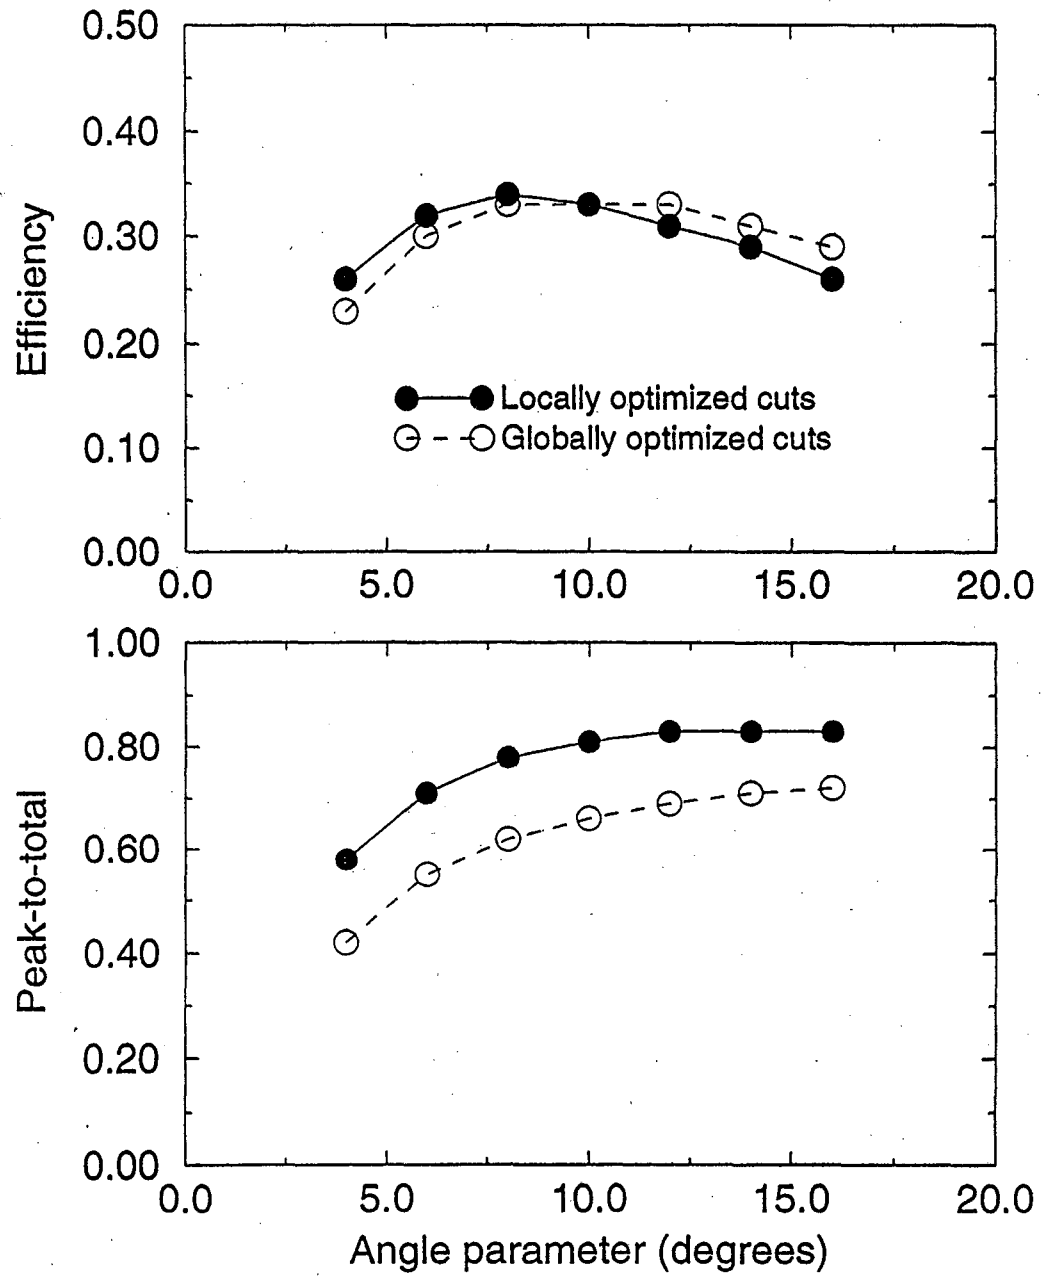 0.50
0.40
0.30
0.20
0.10
0.00
Efficiency
Locally optimized cuts
Globally optimized cuts
0.0 5.0 10.0 15.0 20.0
1.00
0.80
0.60
0.40
0.20
0.00
Peak-to-total
0.0 5.0 10.0 15.0 20.0
Angle parameter (degrees)